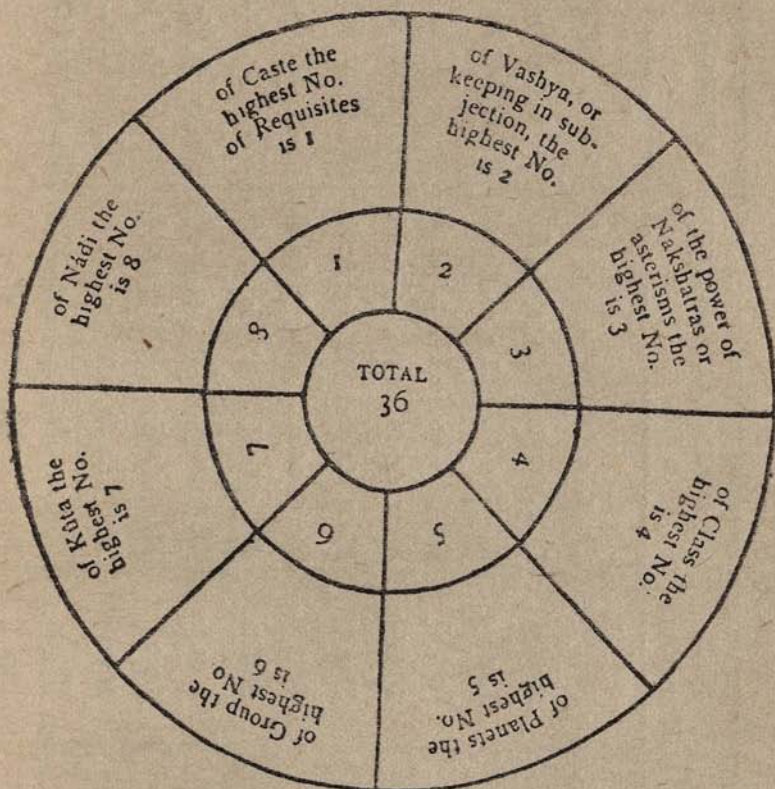 of Caste the
highest No.
of Requisites
is 1
of Vashya, or
keeping in sub-
jection, the
highest No.
is 2
of the power of
Nakshatras or
asterisms the
highest No.
is 3
of Class the
highest No.
is 4
of Planets the
highest No.
is 5
of Group the
highest No
is 6
of Kûta the
highest No.
is 7
of Nádi the
highest No.
is 8
1
2
3
4
5
6
7
8
TOTAL
36